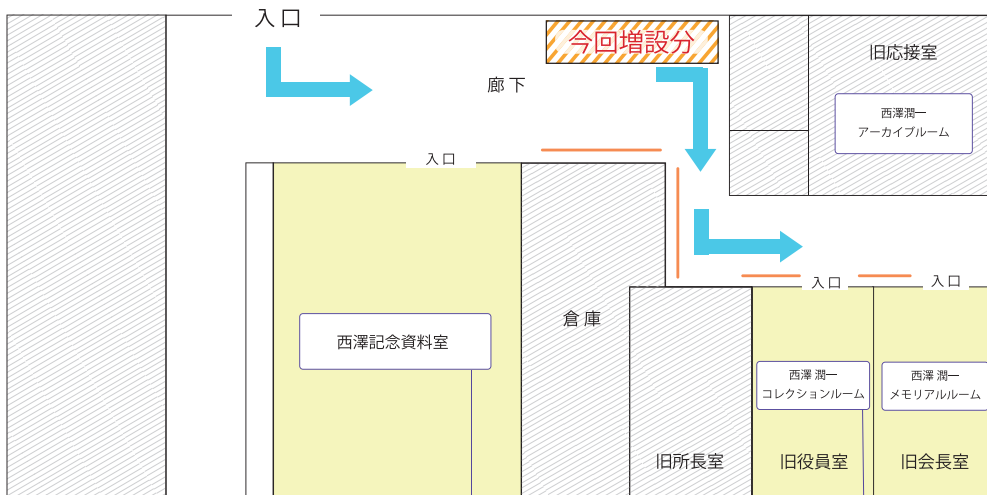 入口
今回増設分
廊下
旧応接室
西澤潤一
アーカイブルーム
入口
入口
入口
西澤記念資料室
倉庫
西澤 潤一
コレクションルーム
西澤 潤一
メモリアルルーム
旧所長室
旧役員室
旧会長室